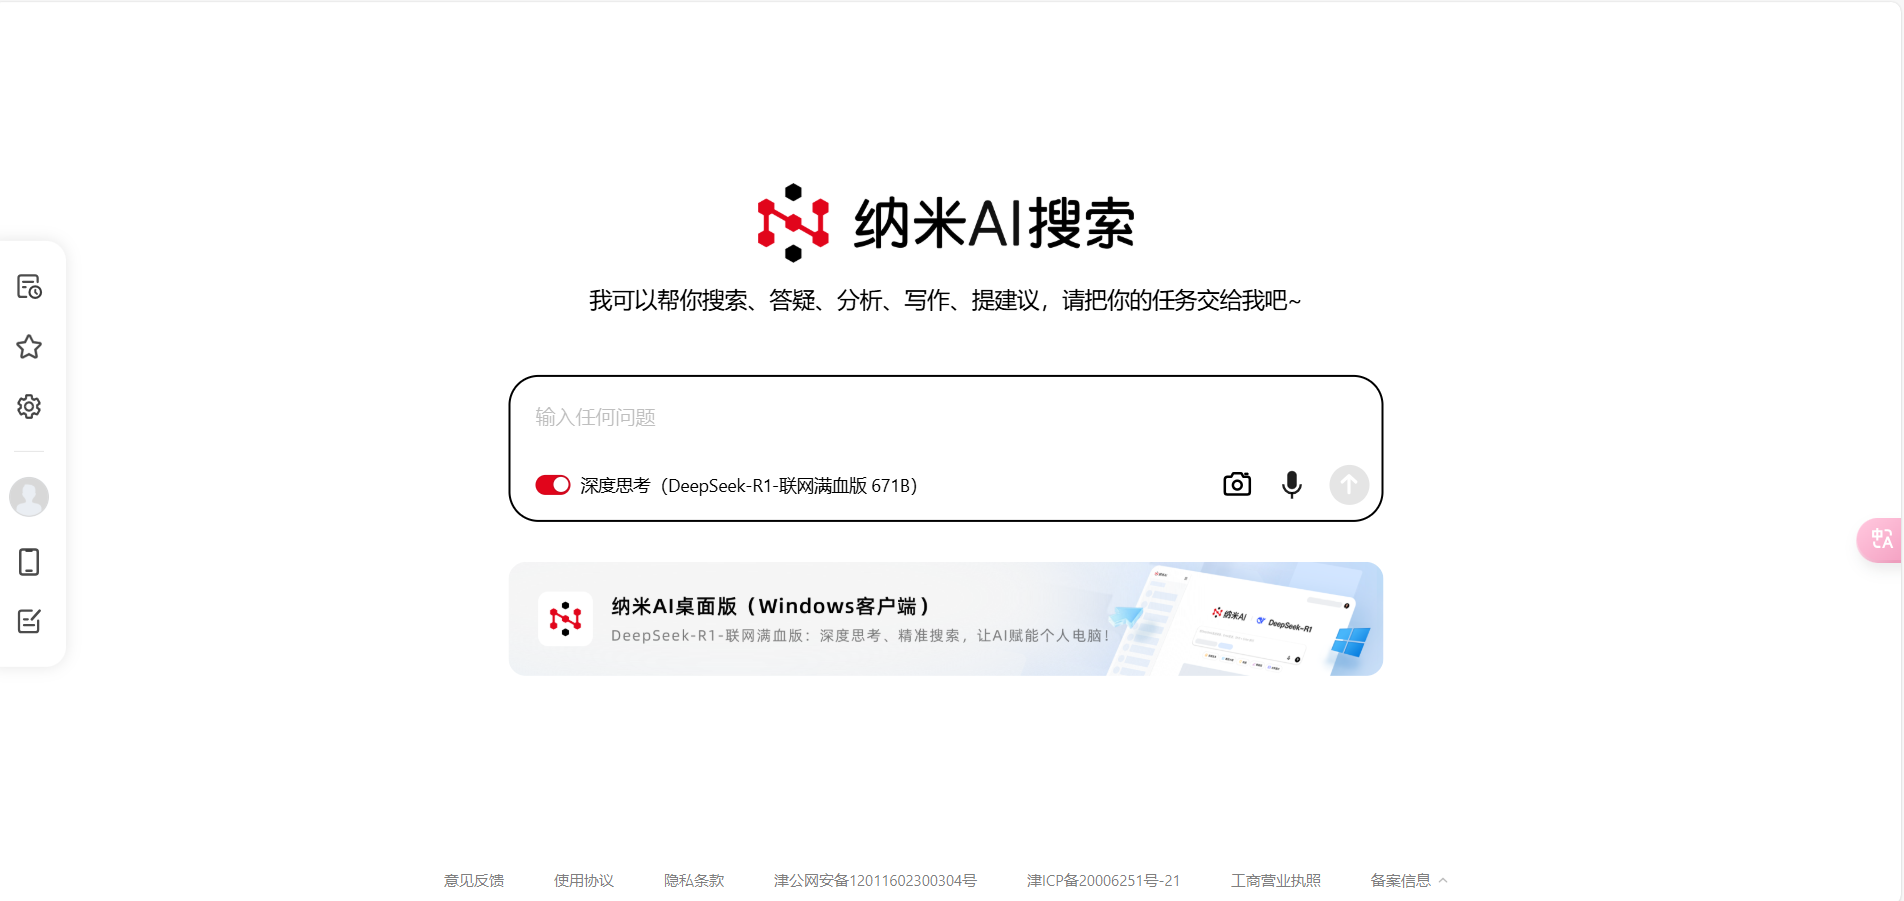 纳米AI搜索
我可以帮你搜索、答疑、分析、写作、提建议，请把你的任务交给我吧~
输入任何问题
深度思考（DeepSeek-R1-联网满血版 671B）
纳米AI桌面版（Windows客户端）
DeepSeek-R1-联网满血版：深度思考、精准搜索，让AI赋能个人电脑！
纳米AI DeepSeek-R1
中A
意见反馈 使用协议 隐私条款 津公网安备12011602300304号 津ICP备20006251号-21 工商营业执照 备案信息